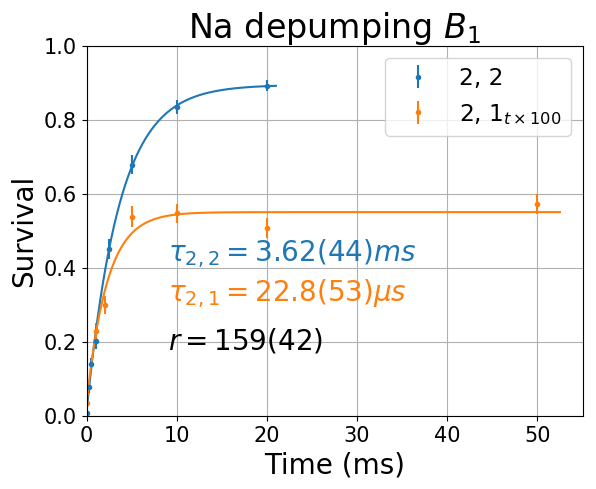 Na depumping B₁
2, 2
2, 1ₜ×₁₀₀
τ₂,₂ = 3.62(44)ms
τ₂,₁ = 22.8(53)μs
r = 159(42)
Survival
1.0
0.8
0.6
0.4
0.2
0.0
0 10 20 30 40 50
Time (ms)